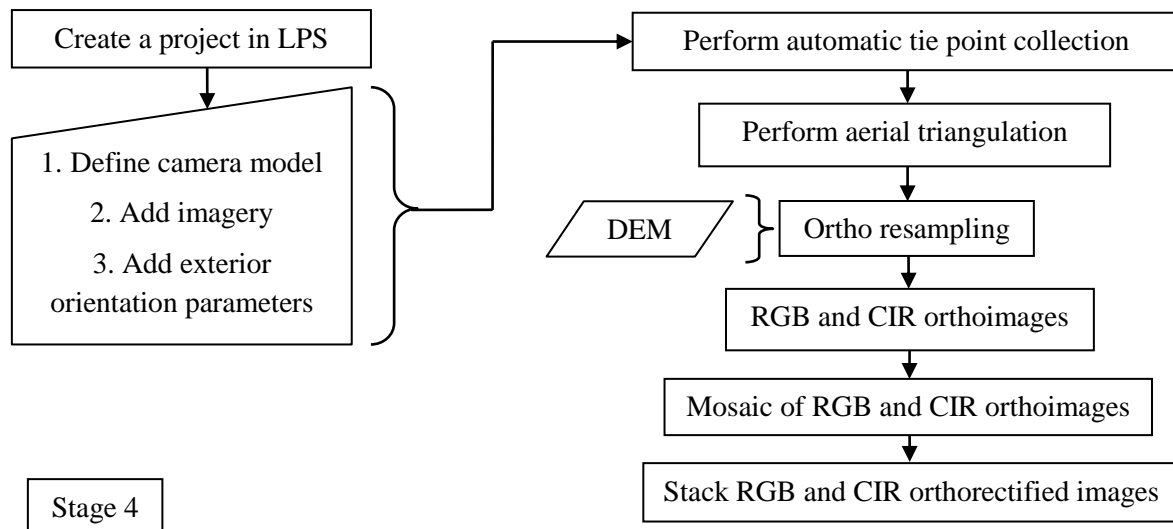 Create a project in LPS
1. Define camera model
2. Add imagery
3. Add exterior
orientation parameters
Perform automatic tie point collection
Perform aerial triangulation
DEM
Ortho resampling
RGB and CIR orthoimages
Mosaic of RGB and CIR orthoimages
Stack RGB and CIR orthorectified images
Stage 4